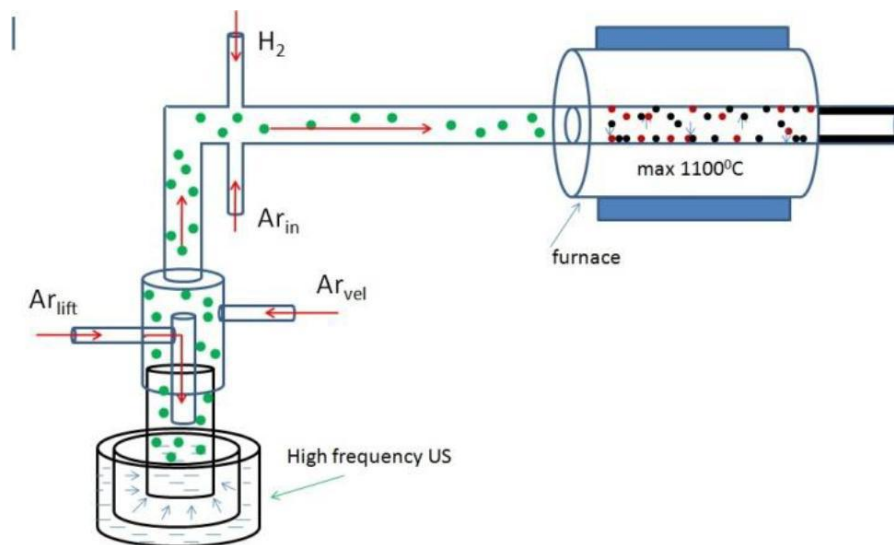 H₂
Ar_in
max 1100⁰C
furnace
Ar_lift
Ar_vel
High frequency US